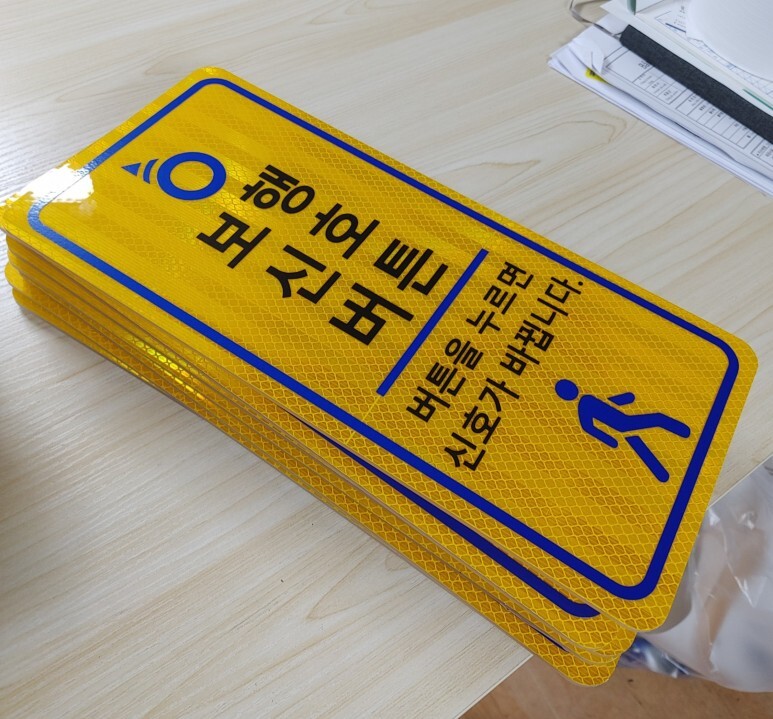 보행
신호
버튼
버튼을 누르면
신호가 바뀝니다.